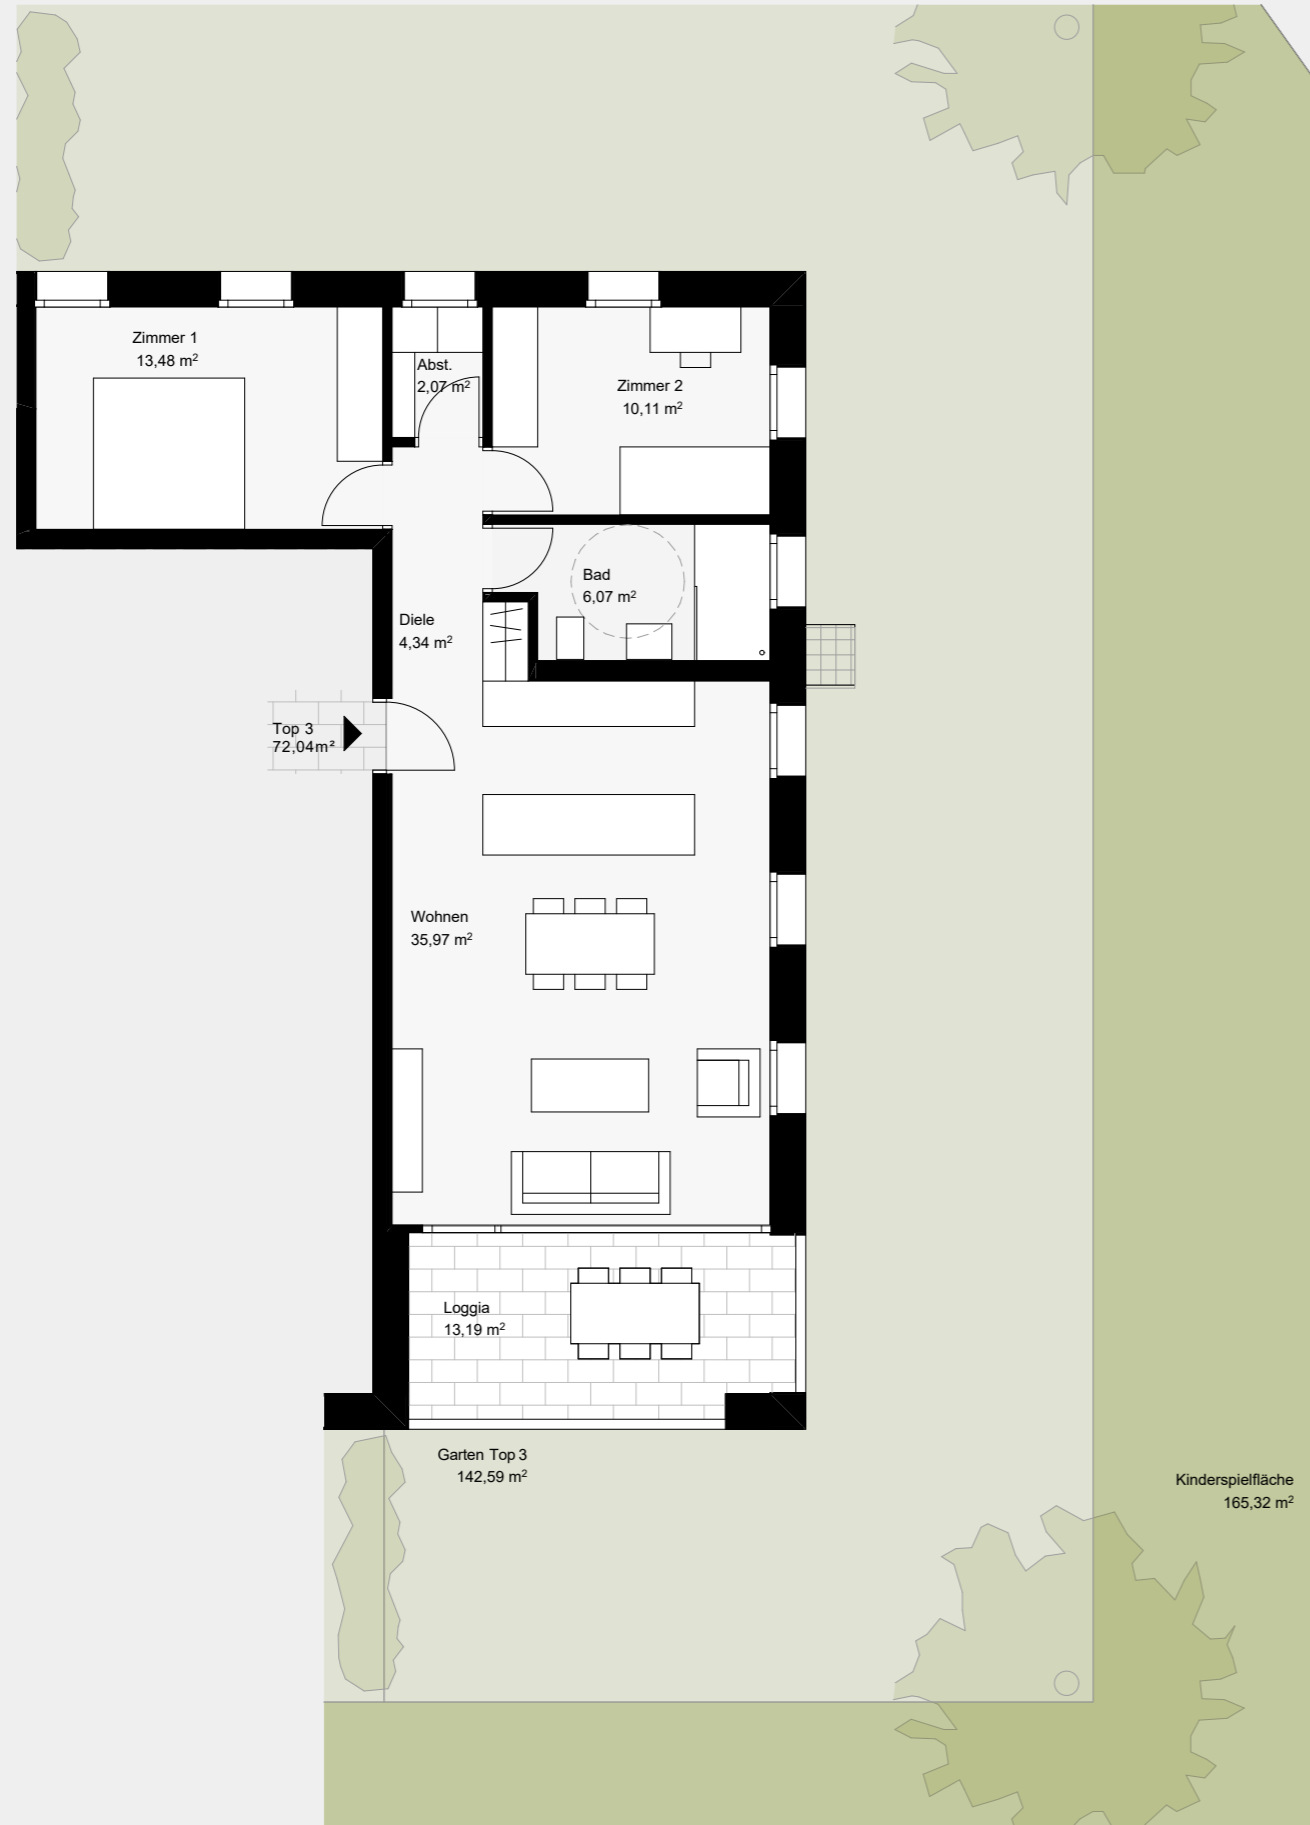 Zimmer 1
13,48 m²
Abst.
2,07 m²
Zimmer 2
10,11 m²
Bad
6,07 m²
Diele
4,34 m²
Top 3
72,04m²
Wohnen
35,97 m²
Loggia
13,19 m²
Garten Top 3
142,59 m²
Kinderspielfläche
165,32 m²